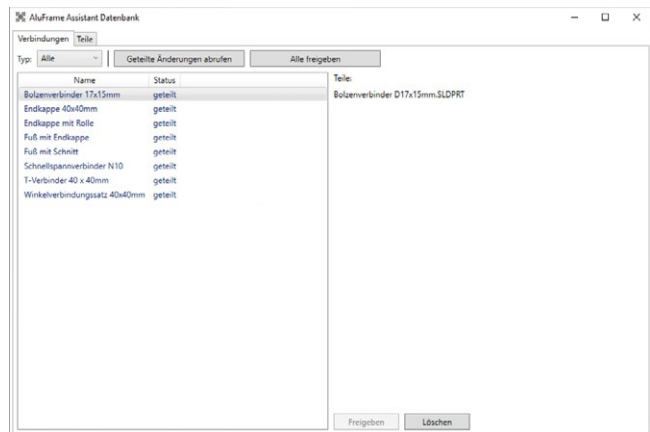 AluFrame Assistant Datenbank
Verbindungen Teile
Typ: Alle Geteilte Änderungen abrufen Alle freigeben
Name Status
Bolzenverbinder 17x15mm geteilt
Endkappe 40x40mm geteilt
Endkappe mit Rolle geteilt
Fuß mit Endkappe geteilt
Fuß mit Schnitt geteilt
Schnellspannverbinder N10 geteilt
T-Verbinder 40 x 40mm geteilt
Winkelverbindungssatz 40x40mm geteilt
Teile:
Bolzenverbinder D17x15mm.SLDPRT
Freigeben Löschen